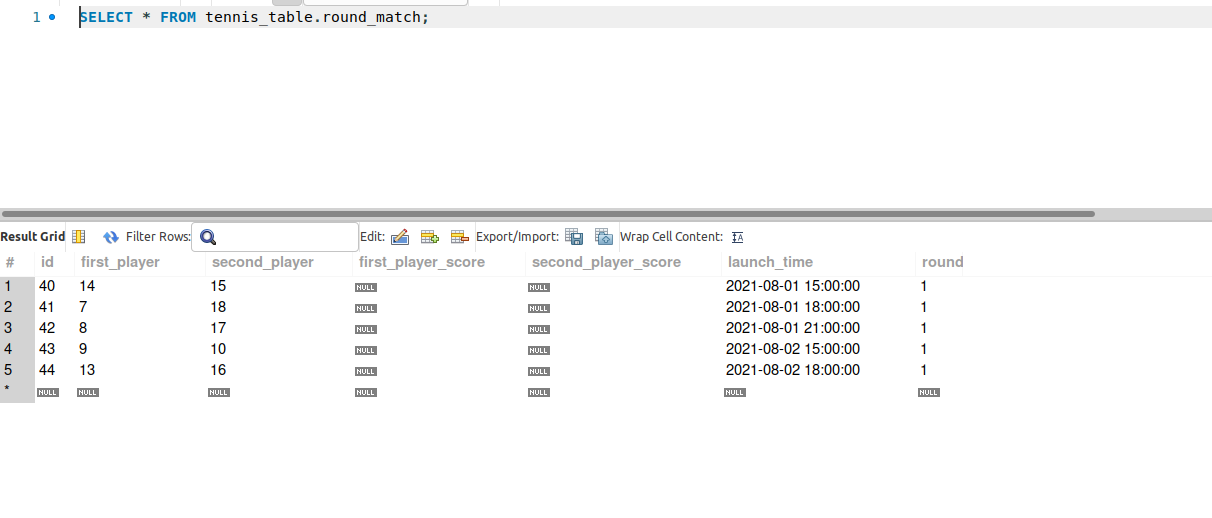 1 SELECT * FROM tennis_table.round_match;
Result Grid Filter Rows: Edit: Export/Import: Wrap Cell Content: IA
# id first_player second_player first_player_score second_player_score launch_time round
1 40 14 15 NULL NULL 2021-08-01 15:00:00 1
2 41 7 18 NULL NULL 2021-08-01 18:00:00 1
3 42 8 17 NULL NULL 2021-08-01 21:00:00 1
4 43 9 10 NULL NULL 2021-08-02 15:00:00 1
5 44 13 16 NULL NULL 2021-08-02 18:00:00 1
* NULL NULL NULL NULL NULL NULL NULL